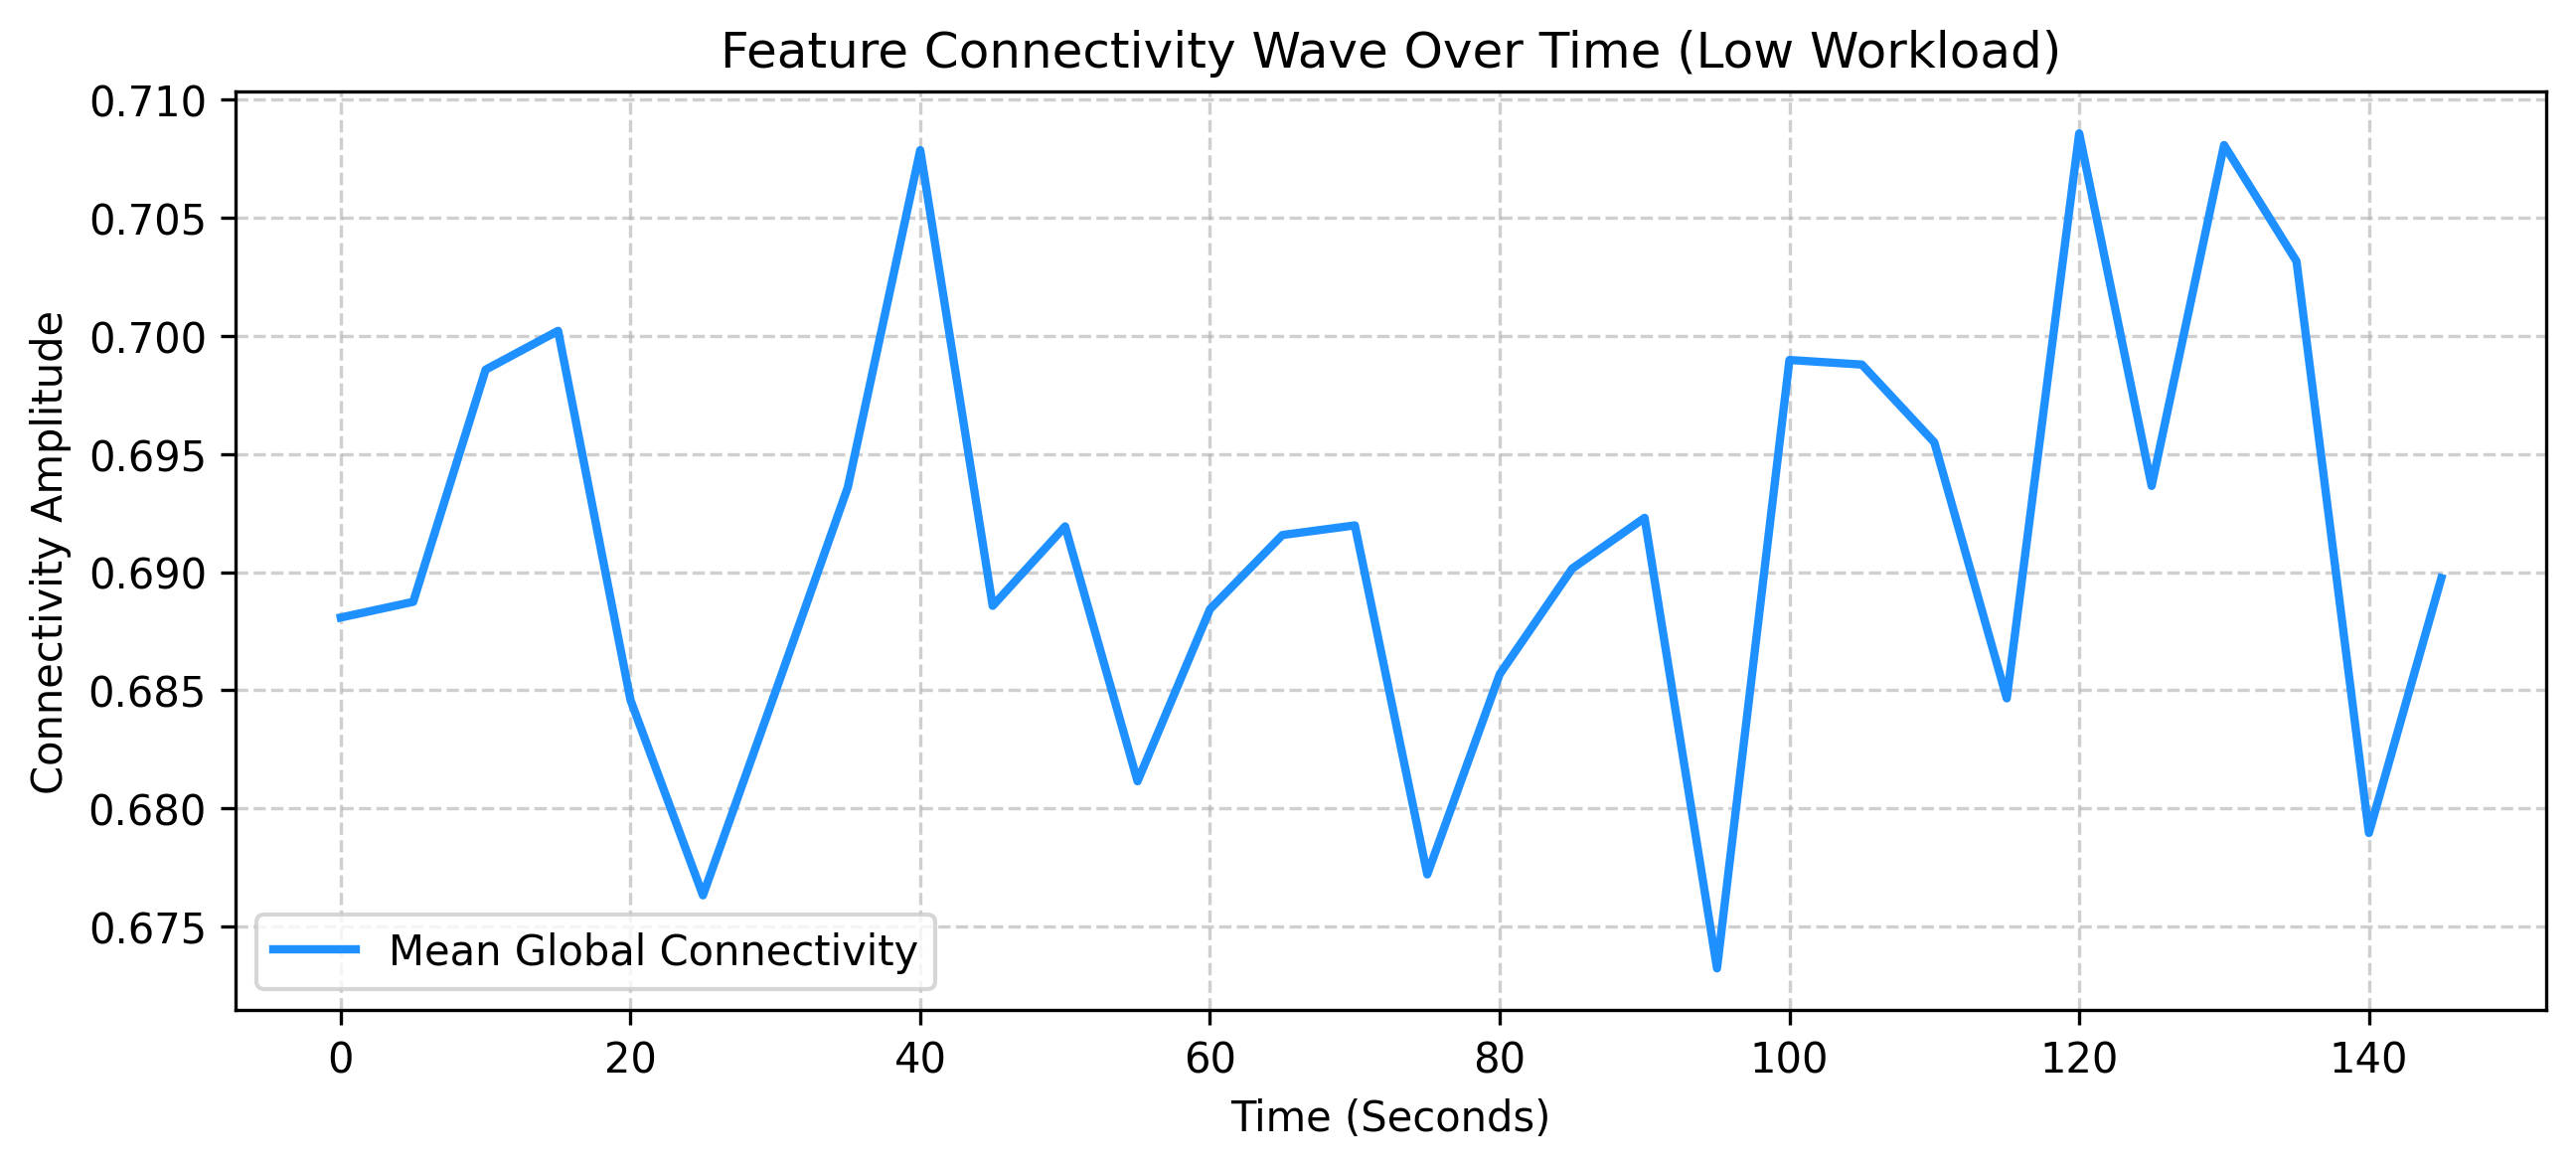 Feature Connectivity Wave Over Time (Low Workload)
Connectivity Amplitude
0.710
0.705
0.700
0.695
0.690
0.685
0.680
0.675
Mean Global Connectivity
0 20 40 60 80 100 120 140
Time (Seconds)